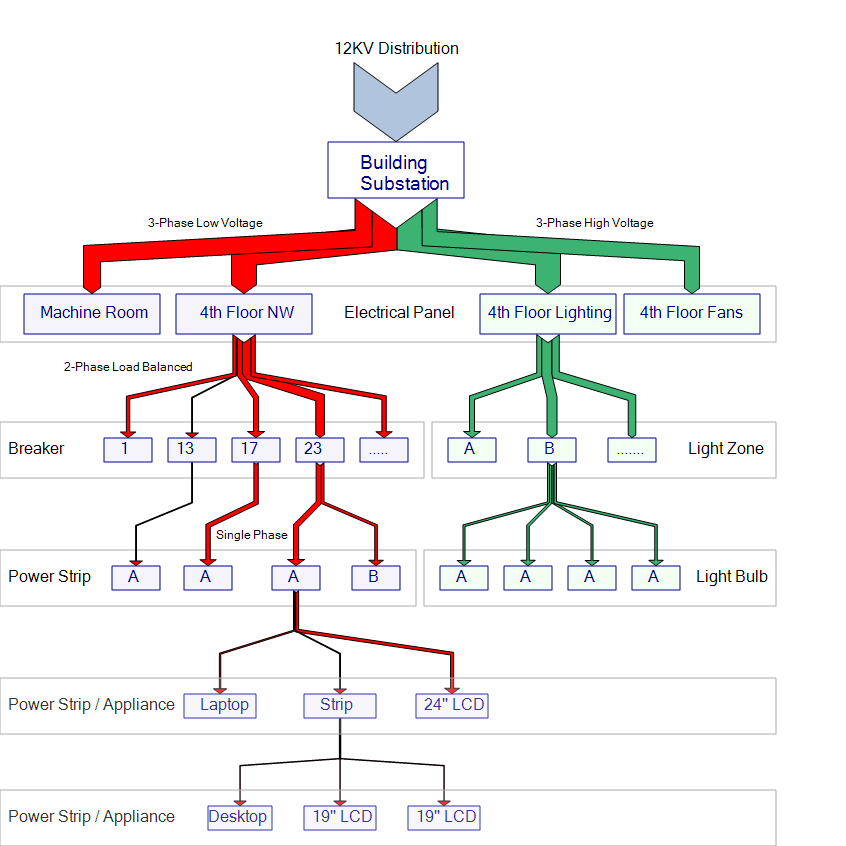 12KV Distribution
Building
Substation
3-Phase Low Voltage
3-Phase High Voltage
Machine Room
4th Floor NW
Electrical Panel
4th Floor Lighting
4th Floor Fans
2-Phase Load Balanced
Breaker
1
13
17
23
.....
A
B
.......
Light Zone
Single Phase
Power Strip
A
A
A
B
A
A
A
A
Light Bulb
Power Strip / Appliance
Laptop
Strip
24" LCD
Power Strip / Appliance
Desktop
19" LCD
19" LCD